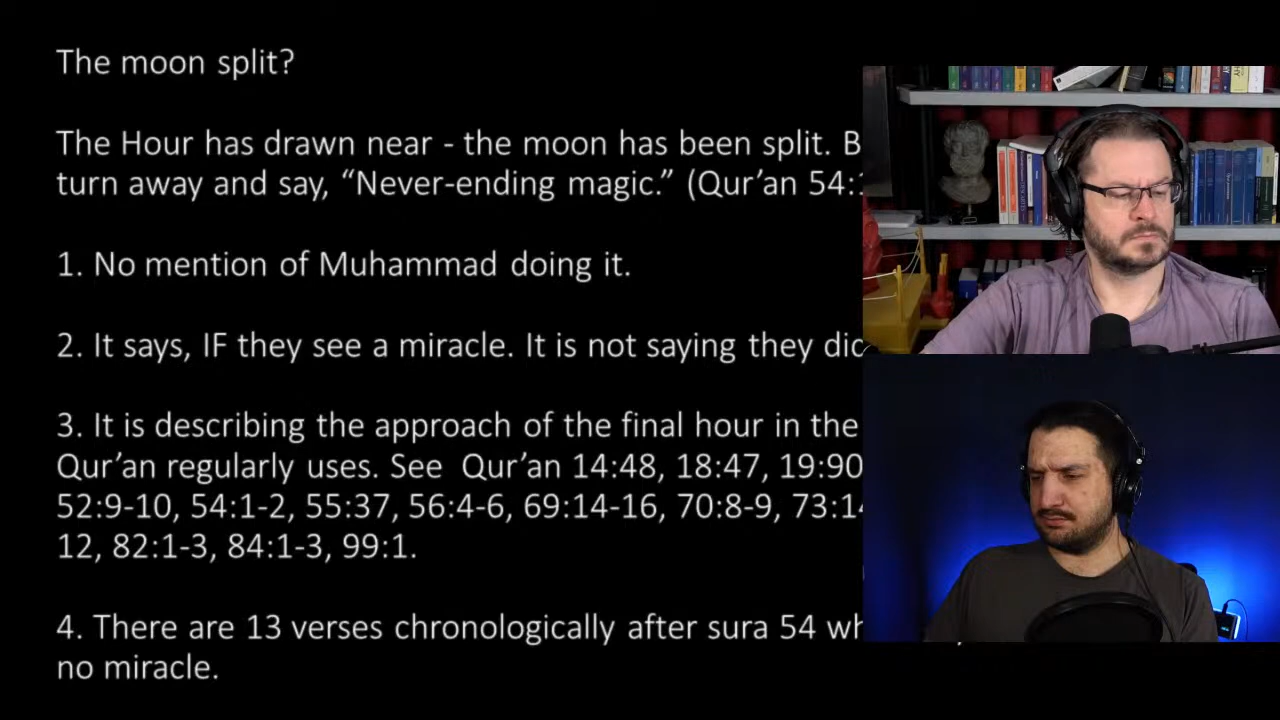 The moon split?
The Hour has drawn near - the moon has been split. B
turn away and say, “Never-ending magic.” (Qur’an 54:
1. No mention of Muhammad doing it.
2. It says, IF they see a miracle. It is not saying they did
3. It is describing the approach of the final hour in the
Qur’an regularly uses. See Qur’an 14:48, 18:47, 19:90
52:9-10, 54:1-2, 55:37, 56:4-6, 69:14-16, 70:8-9, 73:14
12, 82:1-3, 84:1-3, 99:1.
4. There are 13 verses chronologically after sura 54 wh
no miracle.